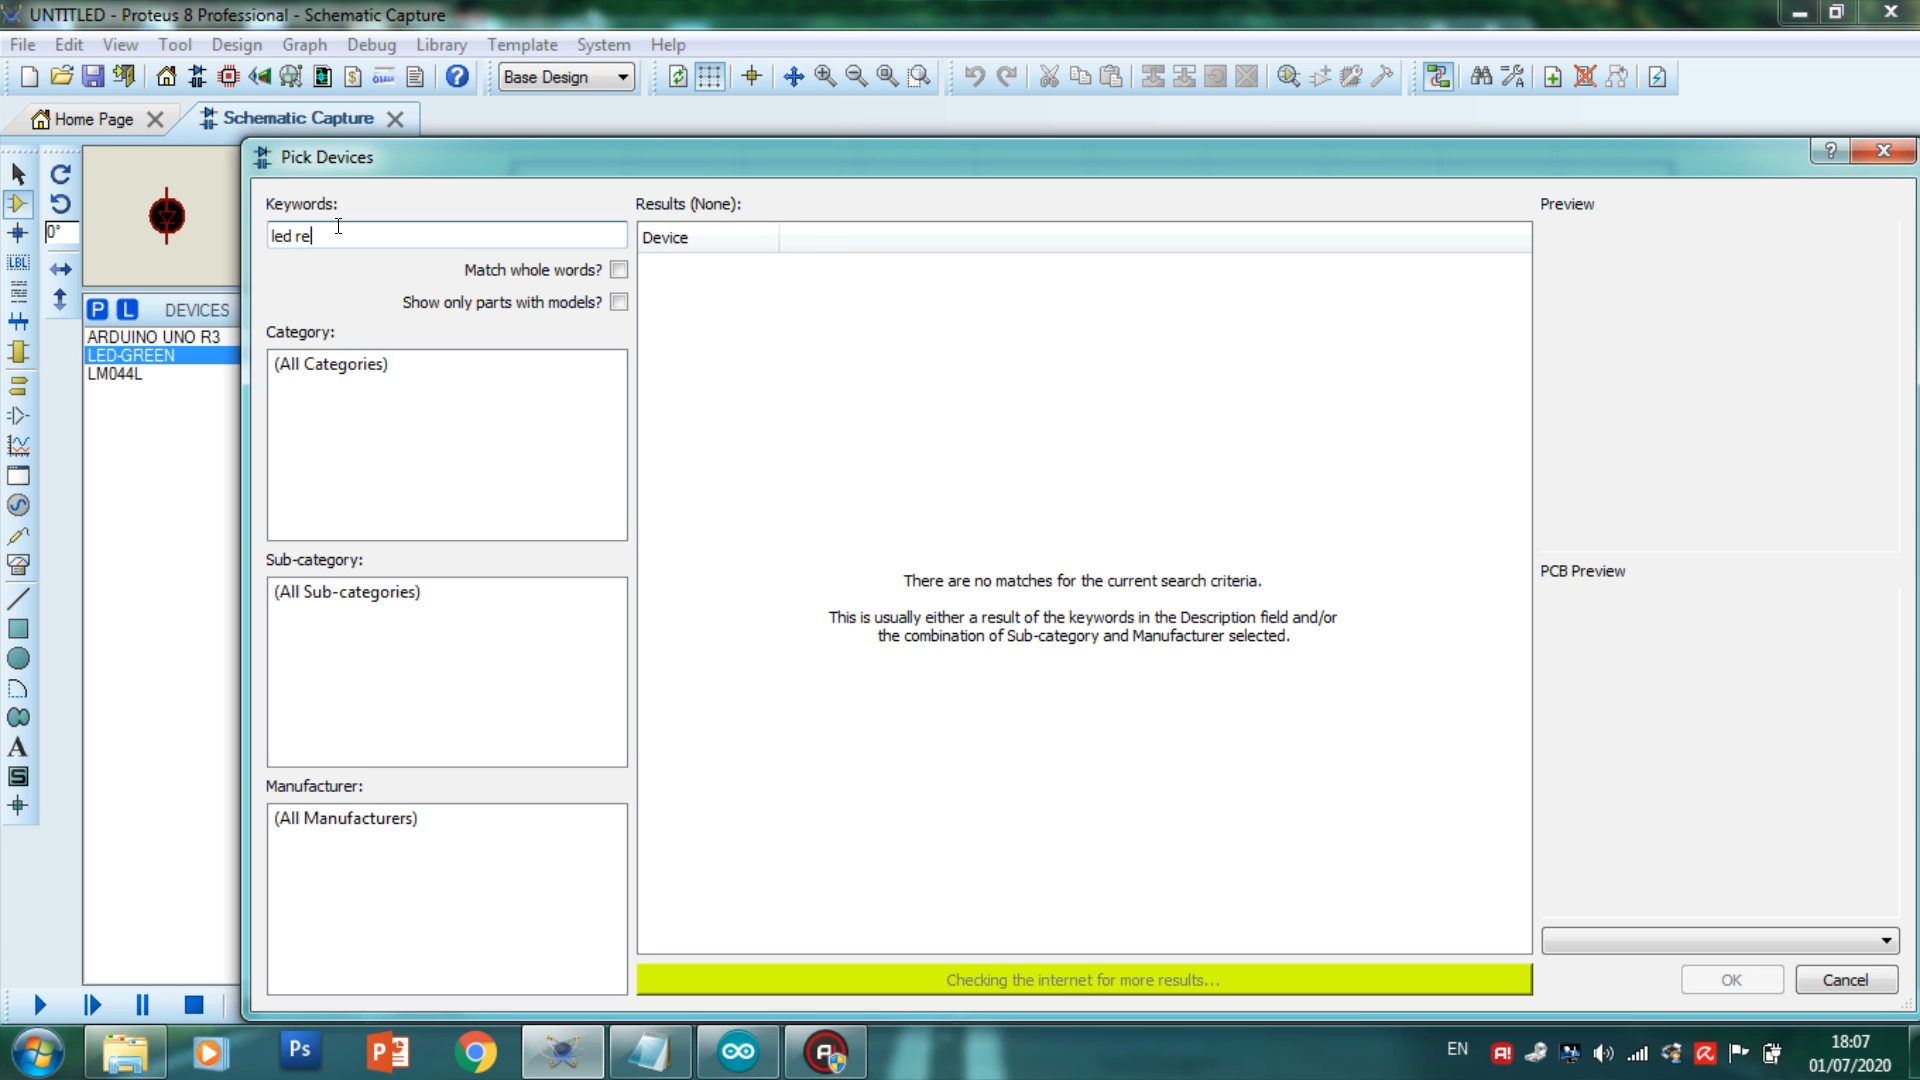 UNTITLED - Proteus 8 Professional - Schematic Capture
File Edit View Tool Design Graph Debug Library Template System Help
Base Design
Home Page
Schematic Capture
Pick Devices
Keywords:
led re
Match whole words?
Show only parts with models?
Category:
(All Categories)
Sub-category:
(All Sub-categories)
Manufacturer:
(All Manufacturers)
Results (None):
Device
There are no matches for the current search criteria.
This is usually either a result of the keywords in the Description field and/or
the combination of Sub-category and Manufacturer selected.
Checking the internet for more results...
Preview
PCB Preview
OK
Cancel
0°
LBL
P L DEVICES
ARDUINO UNO R3
LED-GREEN
LM044L
A
S
Ps
P
EN
A!
18:07
01/07/2020